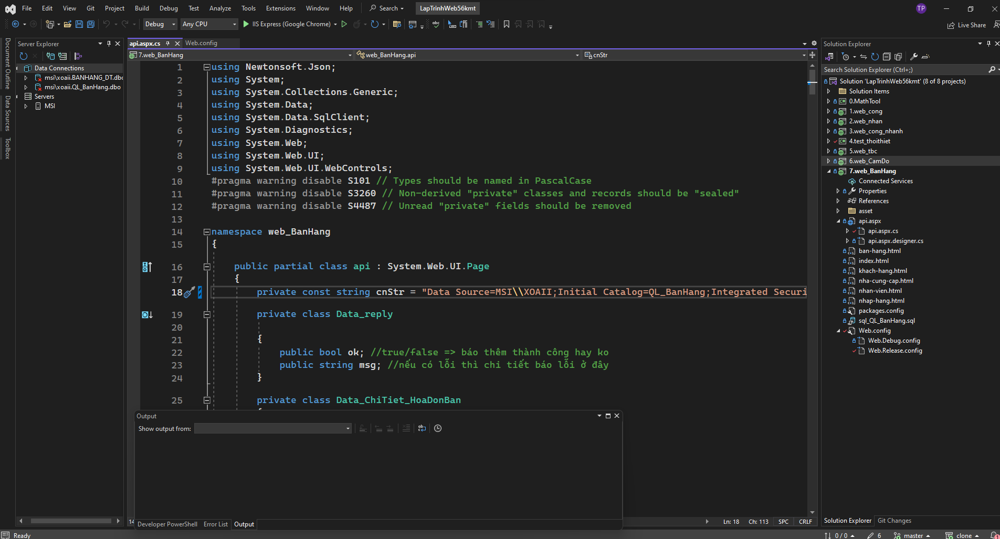 File Edit View Git Project Build Debug Test Analyze Tools Extensions Window Help Search LapTrinhWeb56kmt TP
Debug Any CPU IIS Express (Google Chrome) Live Share
Document Outline
Data Sources
Toolbox
Server Explorer
Data Connections
msi\xoaii.BANHANG_DT.dbo
msi\xoaii.QL_BanHang.dbo
Servers
MSI
api.aspx.cs Web.config
7.web_BanHang web_BanHang.api cnStr
1 using Newtonsoft.Json;
2 using System;
3 using System.Collections.Generic;
4 using System.Data;
5 using System.Data.SqlClient;
6 using System.Diagnostics;
7 using System.Web;
8 using System.Web.UI;
9 using System.Web.UI.WebControls;
10 #pragma warning disable S101 // Types should be named in PascalCase
11 #pragma warning disable S3260 // Non-derived "private" classes and records should be "sealed"
12 #pragma warning disable S4487 // Unread "private" fields should be removed
13
14 namespace web_BanHang
15 {
16 public partial class api : System.Web.UI.Page
17 {
18 private const string cnStr = "Data Source=MSI\\XOAII;Initial Catalog=QL_BanHang;Integrated Securi
19 private class Data_reply
20
21 {
22 public bool ok; //true/false => báo thêm thành công hay ko
23 public string msg; //nếu có lỗi thì chi tiết báo lỗi ở đây
24 }
25 private class Data_ChiTiet_HoaDonBan
Output
Show output from:
Developer PowerShell Error List Output
Ln: 18 Ch: 113 SPC CRLF
Solution Explorer
Search Solution Explorer (Ctrl+;)
Solution 'LapTrinhWeb56kmt' (8 of 8 projects)
Solution Items
0.MathTool
1.web_cong
2.web_nhan
3.web_cong_nhanh
4.test_thoithiet
5.web_tbc
6.web_CamDo
7.web_BanHang
Connected Services
Properties
References
asset
api.aspx
api.aspx.cs
api.aspx.designer.cs
ban-hang.html
index.html
khach-hang.html
nha-cung-cap.html
nhan-vien.html
nhap-hang.html
packages.config
sql_QL_BanHang.sql
Web.config
Web.Debug.config
Web.Release.config
Solution Explorer Git Changes
Ready 0 / 0 6 master clone 1